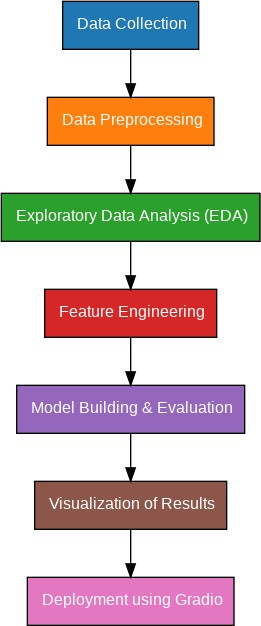 Data Collection
Data Preprocessing
Exploratory Data Analysis (EDA)
Feature Engineering
Model Building & Evaluation
Visualization of Results
Deployment using Gradio